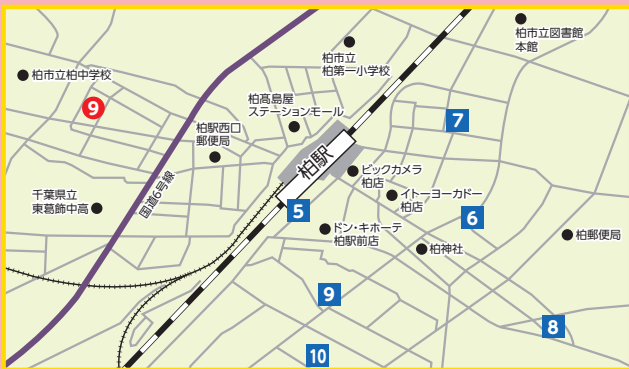 柏市立図書館
本館
柏市立
柏第一小学校
柏市立柏中学校
9
柏髙島屋
ステーションモール
7
柏駅西口
郵便局
柏駅
ビックカメラ
柏店
イトーヨーカドー
柏店
千葉県立
東葛飾中高
国道6号線
5
6
ドン・キホーテ
柏駅前店
柏神社
柏郵便局
9
8
10